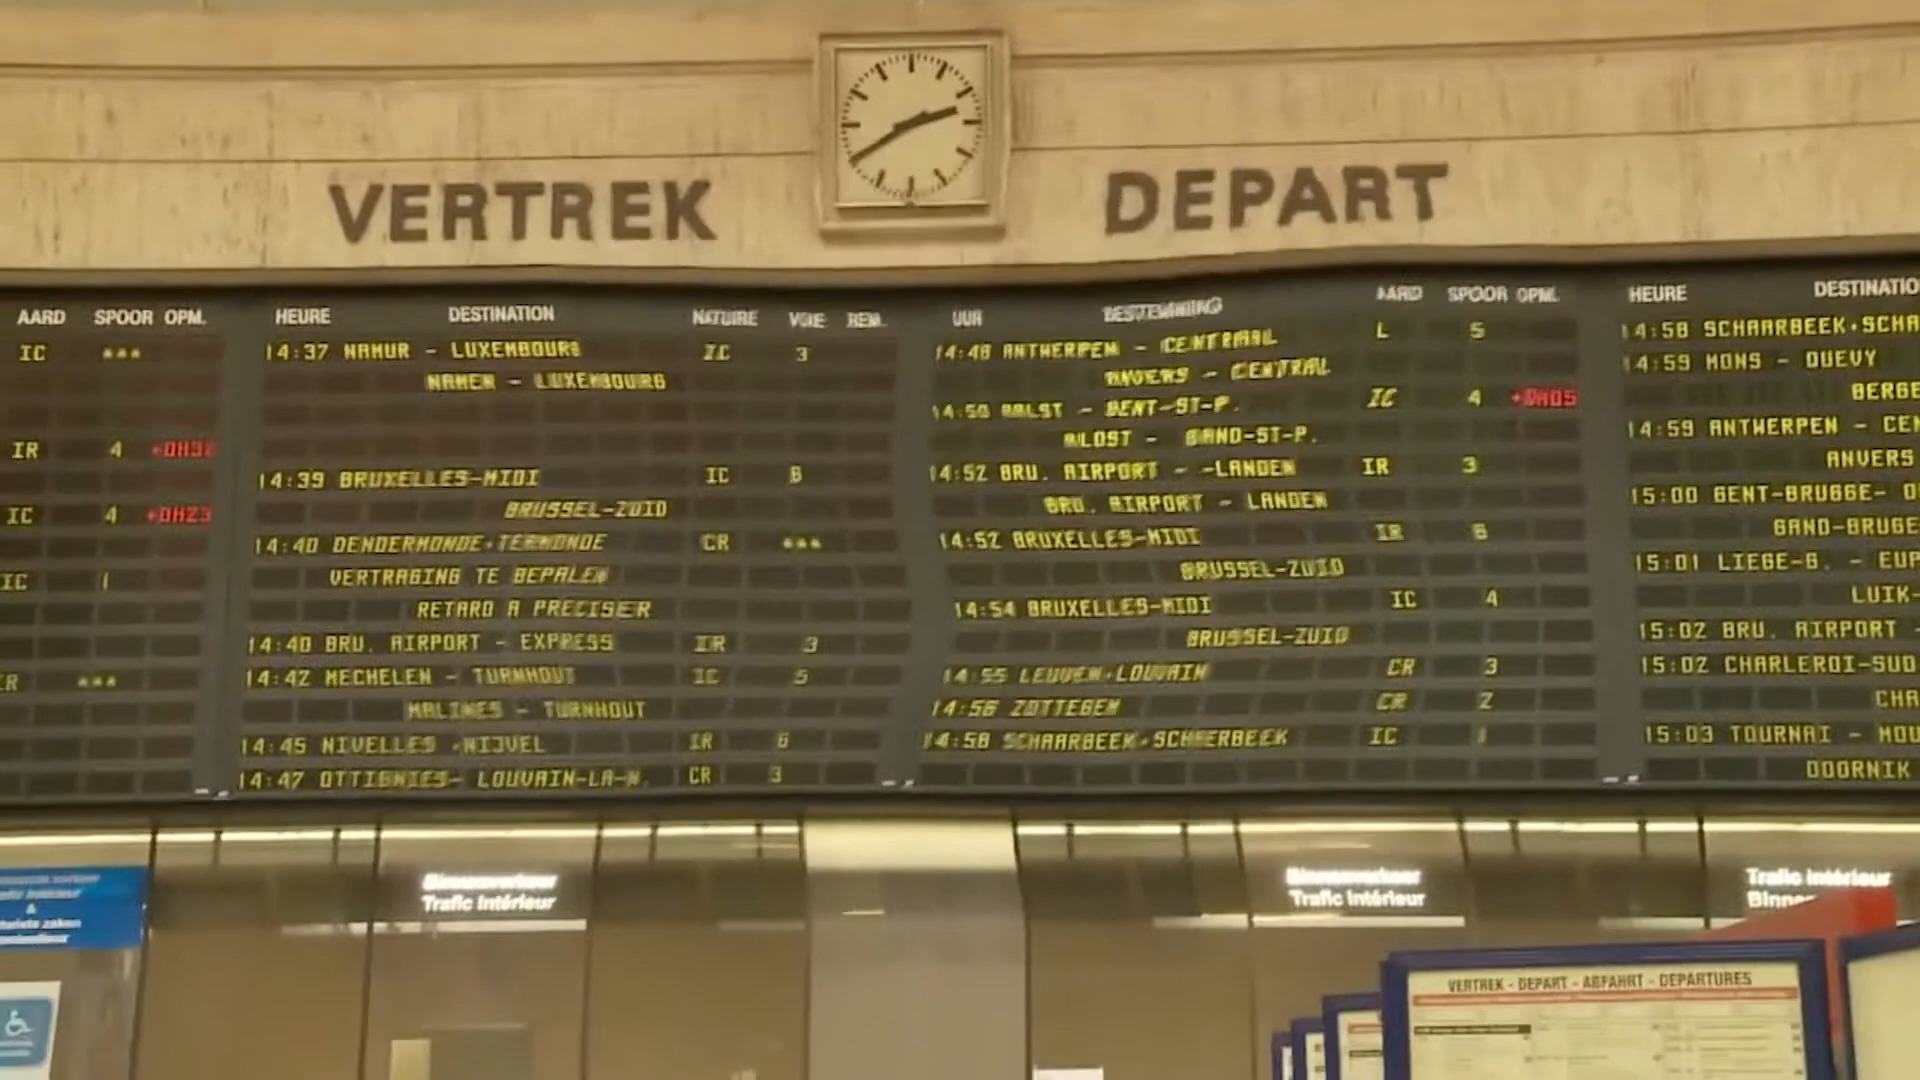 VERTREK
DEPART
AARD SPOOR OPM.
IC ***
IR 4
IC 4 +0H23
IC 1
***
HEURE DESTINATION NATURE VOIE REM.
14:37 NAMUR - LUXEMBOURG IC 3
NAMEN - LUXEMBOURG
14:39 BRUXELLES-MIDI IC 6
BRUSSEL-ZUID
14:40 DENDERMONDE-TERMONDE CR ***
VERTRAGING TE BEPALEN
RETARD A PRECISER
14:40 BRU. AIRPORT - EXPRESS IR 3
14:42 MECHELEN - TURNHOUT IC 5
MALINES - TURNHOUT
14:45 NIVELLES -NIJVEL IR 6
14:47 OTTIGNIES- LOUVAIN-LA-N. CR 3
UUR BESTEMMING AARD SPOOR OPM.
14:48 ANTWERPEN - CENTRAAL L 5
ANVERS - CENTRAL
14:50 AALST - GENT-ST-P. IC 4
ALOST - GAND-ST-P.
14:52 BRU. AIRPORT - -LANDEN IR 3
BRU. AIRPORT - LANDEN
14:52 BRUXELLES-MIDI IR 6
BRUSSEL-ZUID
14:54 BRUXELLES-MIDI IC 4
BRUSSEL-ZUID
14:55 LEUVEN-LOUVAIN CR 3
14:56 ZOTTEGEM CR 2
14:58 SCHAARBEEK-SCHAERBEEK IC 1
HEURE DESTINATIO
14:58 SCHAARBEEK-SCHA
14:59 MONS - QUEVY
BERGE
14:59 ANTWERPEN - CEN
ANVERS
15:00 GENT-BRUGGE- O
GAND-BRUGE
15:01 LIEGE-G. - EUP
LUIK-
15:02 BRU. AIRPORT -
15:02 CHARLEROI-SUD
CHA
15:03 TOURNAI - MOU
DOORNIK
Binnenverkeer
Trafic Intérieur
Binnenverkeer
Trafic Intérieur
Trafic Intérieur
VERTREK - DEPART - ABFAHRT - DEPARTURES